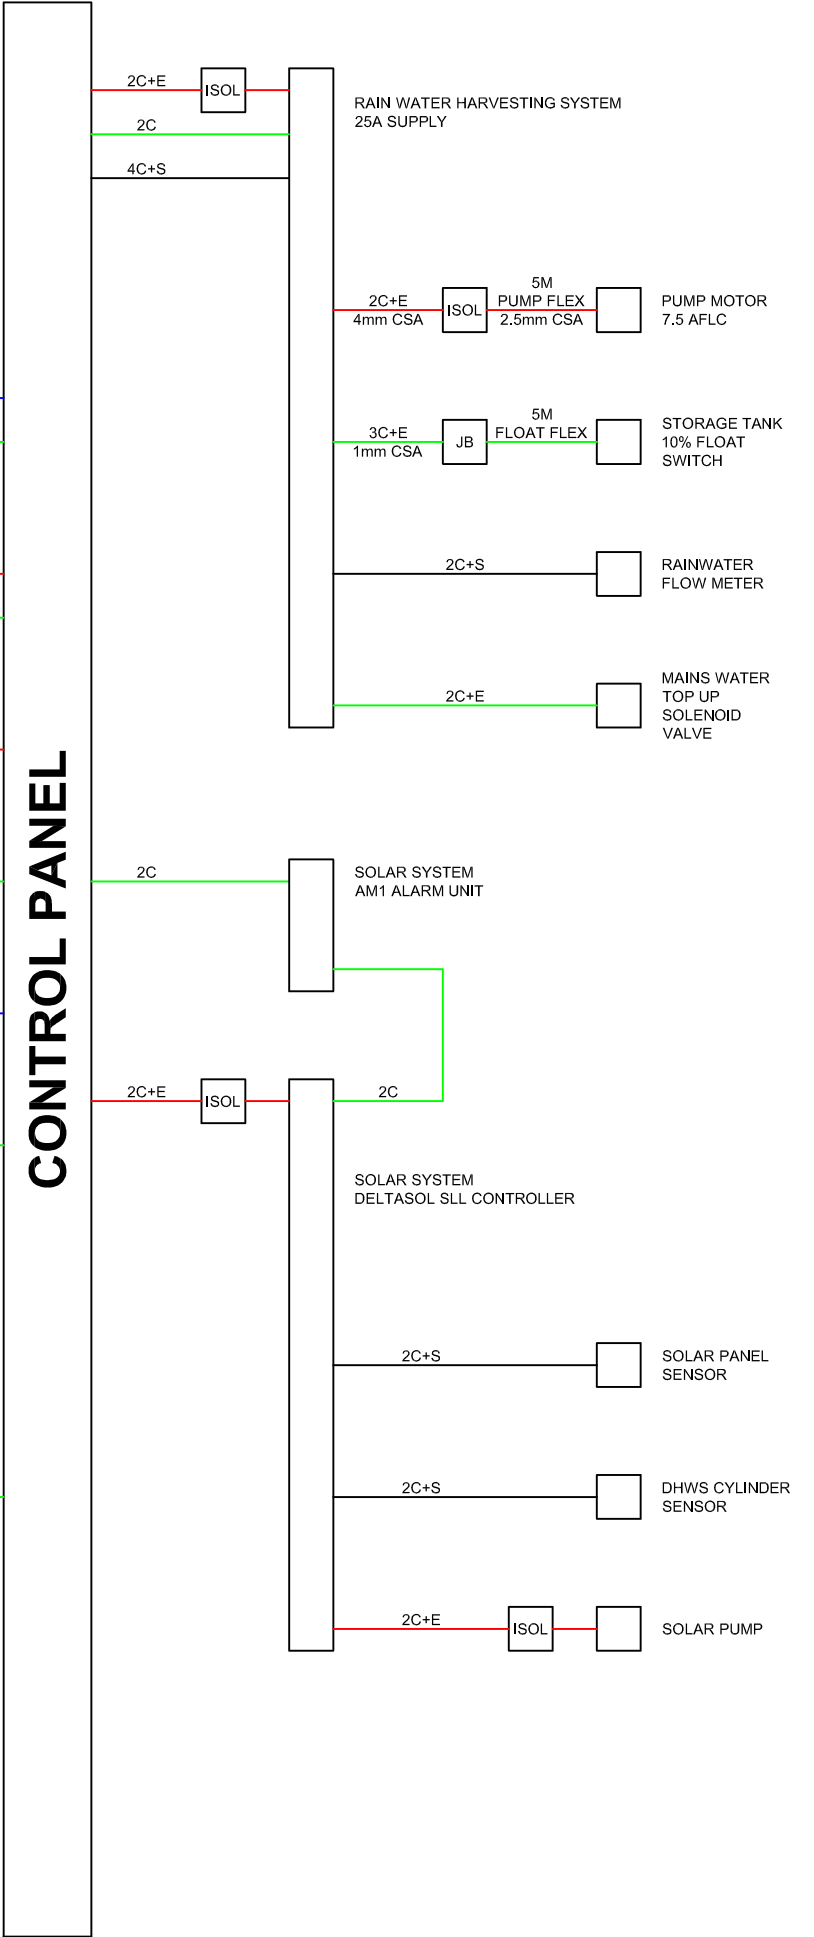 CONTROL PANEL
2C+E
ISOL
2C
4C+S
RAIN WATER HARVESTING SYSTEM
25A SUPPLY
2C+E
4mm CSA
ISOL
5M
PUMP FLEX
2.5mm CSA
PUMP MOTOR
7.5 AFLC
3C+E
1mm CSA
JB
5M
FLOAT FLEX
STORAGE TANK
10% FLOAT
SWITCH
2C+S
RAINWATER
FLOW METER
2C+E
MAINS WATER
TOP UP
SOLENOID
VALVE
2C
SOLAR SYSTEM
AM1 ALARM UNIT
2C+E
ISOL
2C
SOLAR SYSTEM
DELTASOL SLL CONTROLLER
2C+S
SOLAR PANEL
SENSOR
2C+S
DHWS CYLINDER
SENSOR
2C+E
ISOL
SOLAR PUMP